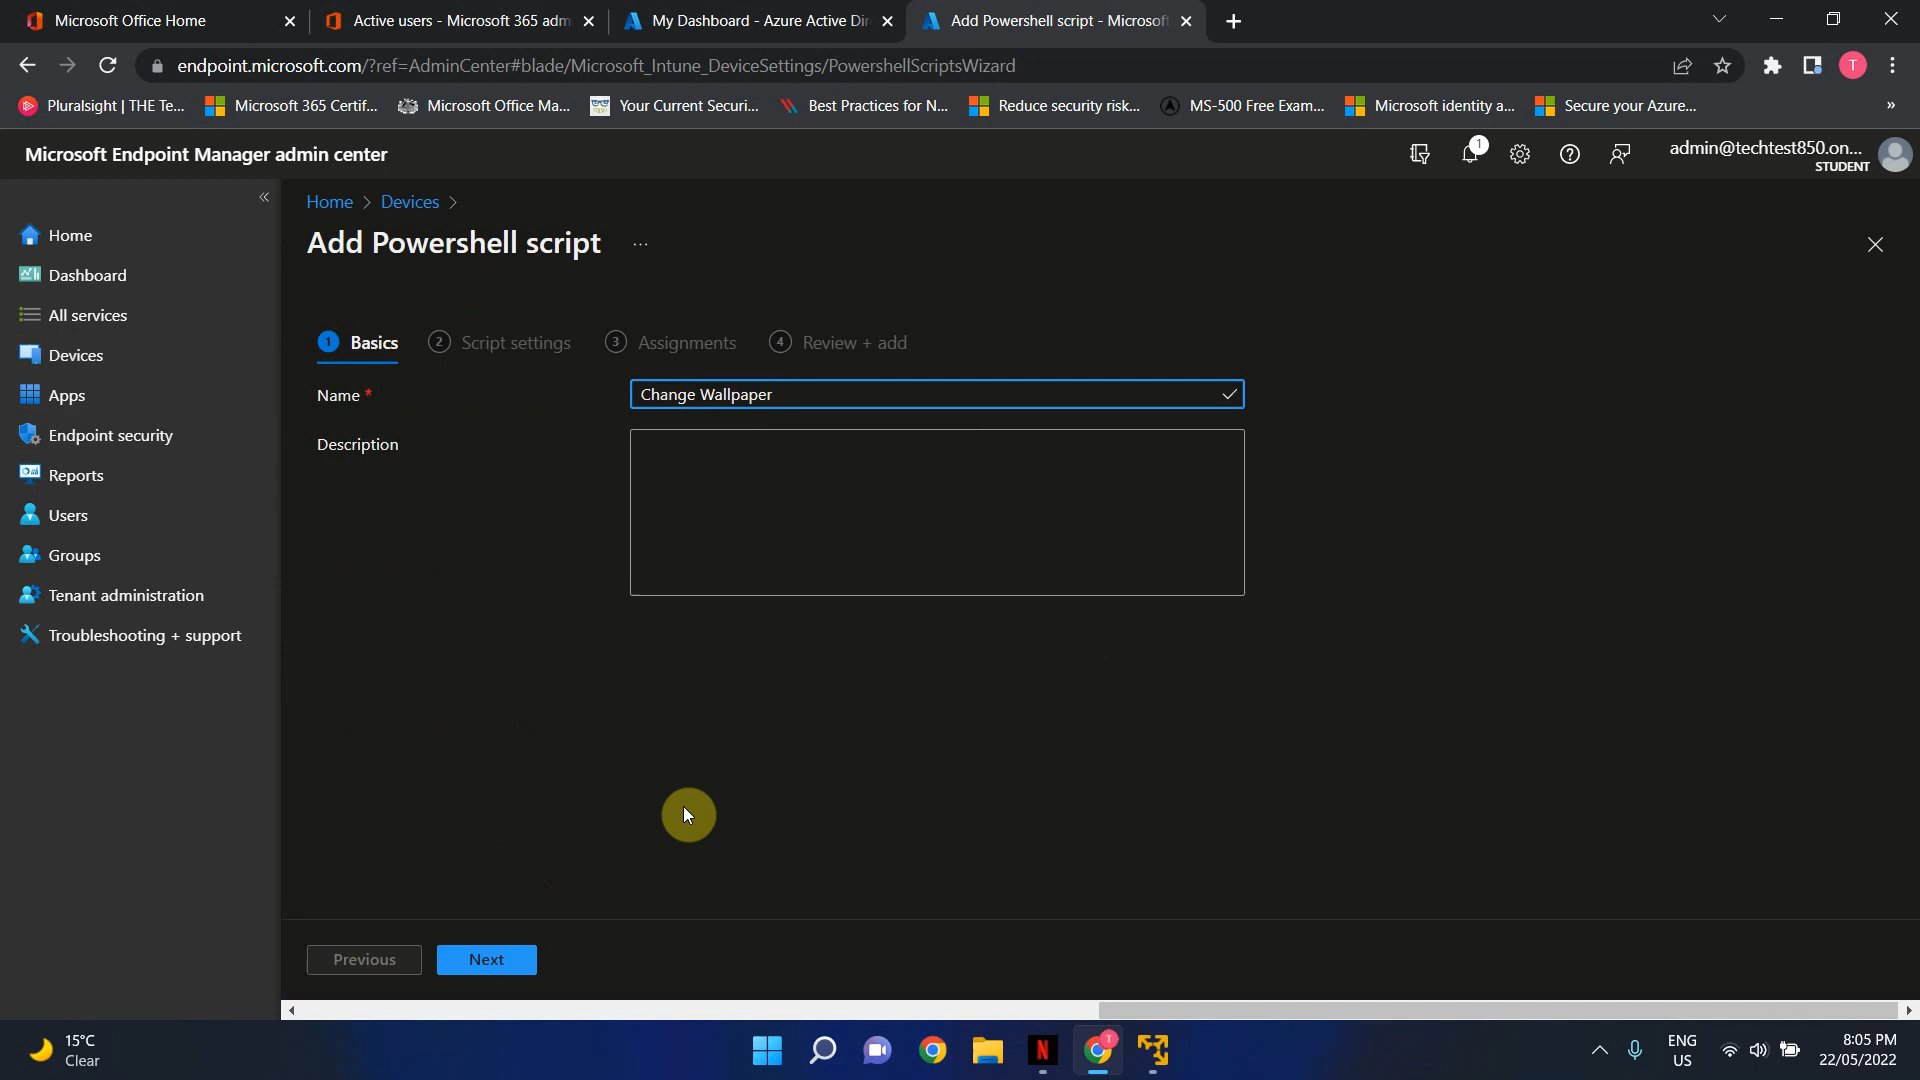 Microsoft Office Home
Active users - Microsoft 365 adm
My Dashboard - Azure Active Dir
Add Powershell script - Microsoft
endpoint.microsoft.com/?ref=AdminCenter#blade/Microsoft_Intune_DeviceSettings/PowershellScriptsWizard
T
Pluralsight | THE Te...
Microsoft 365 Certif...
Microsoft Office Ma...
Your Current Securi...
Best Practices for N...
Reduce security risk...
MS-500 Free Exam...
Microsoft identity a...
Secure your Azure...
»
Microsoft Endpoint Manager admin center
1
admin@techtest850.on...
STUDENT
«
Home
Dashboard
All services
Devices
Apps
Endpoint security
Reports
Users
Groups
Tenant administration
Troubleshooting + support
Home > Devices >
Add Powershell script ...
1 Basics
2 Script settings
3 Assignments
4 Review + add
Name *
Change Wallpaper
Description
Previous
Next
15°C
Clear
N
T
ENG
US
8:05 PM
22/05/2022